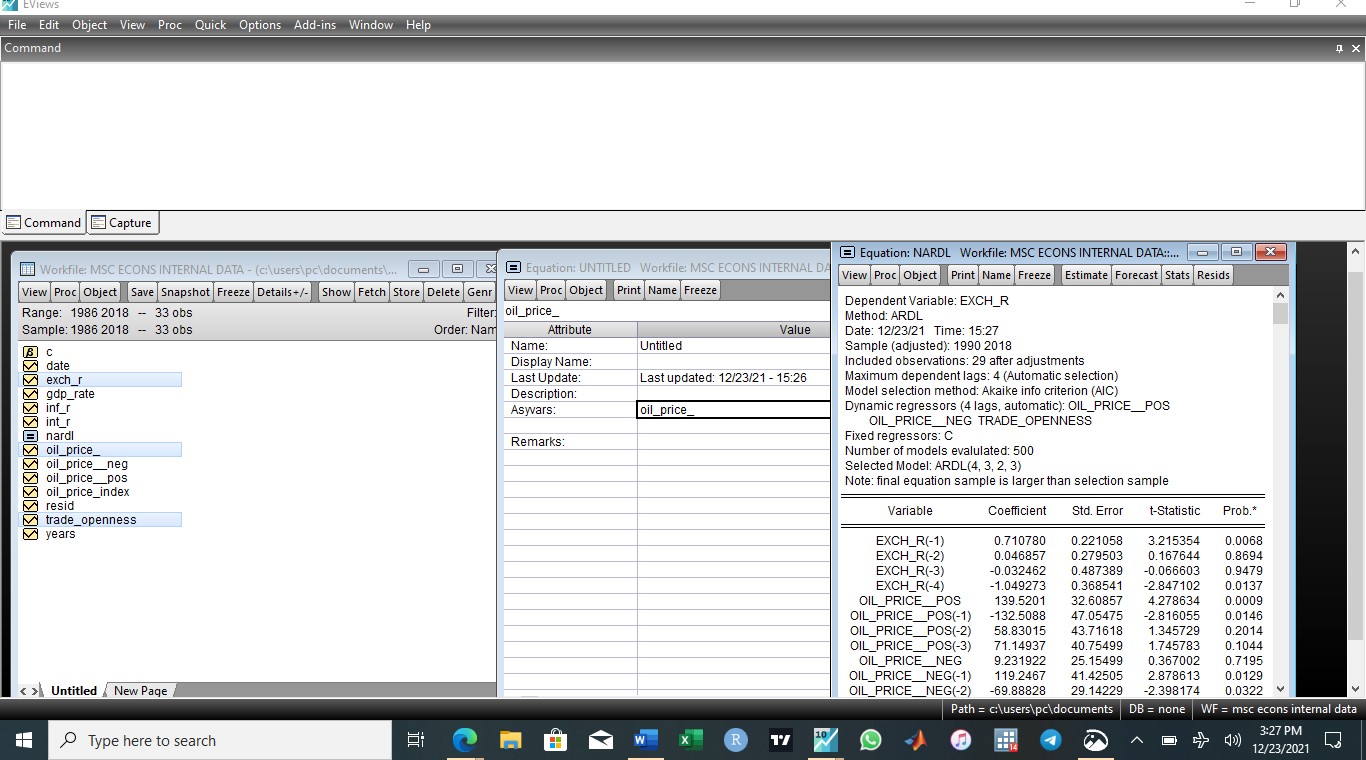 EViews
File Edit Object View Proc Quick Options Add-ins Window Help
Command
Command Capture
Workfile: MSC ECONS INTERNAL DATA - (c:\users\pc\documents\...
View Proc Object Save Snapshot Freeze Details+/- Show Fetch Store Delete Genr
Range: 1986 2018 -- 33 obs Filter:
Sample: 1986 2018 -- 33 obs Order: Nam
c
date
exch_r
gdp_rate
inf_r
int_r
nardl
oil_price_
oil_price__neg
oil_price__pos
oil_price_index
resid
trade_openness
years
Untitled New Page
Equation: UNTITLED Workfile: MSC ECONS INTERNAL DA
View Proc Object Print Name Freeze
oil_price_
Attribute Value
Name: Untitled
Display Name:
Last Update: Last updated: 12/23/21 - 15:26
Description:
Asyvars: oil_price_
Remarks:
Equation: NARDL Workfile: MSC ECONS INTERNAL DATA::...
View Proc Object Print Name Freeze Estimate Forecast Stats Resids
Dependent Variable: EXCH_R
Method: ARDL
Date: 12/23/21 Time: 15:27
Sample (adjusted): 1990 2018
Included observations: 29 after adjustments
Maximum dependent lags: 4 (Automatic selection)
Model selection method: Akaike info criterion (AIC)
Dynamic regressors (4 lags, automatic): OIL_PRICE__POS
OIL_PRICE__NEG TRADE_OPENNESS
Fixed regressors: C
Number of models evalulated: 500
Selected Model: ARDL(4, 3, 2, 3)
Note: final equation sample is larger than selection sample
Variable Coefficient Std. Error t-Statistic Prob.*
EXCH_R(-1) 0.710780 0.221058 3.215354 0.0068
EXCH_R(-2) 0.046857 0.279503 0.167644 0.8694
EXCH_R(-3) -0.032462 0.487389 -0.066603 0.9479
EXCH_R(-4) -1.049273 0.368541 -2.847102 0.0137
OIL_PRICE__POS 139.5201 32.60857 4.278634 0.0009
OIL_PRICE__POS(-1) -132.5088 47.05475 -2.816055 0.0146
OIL_PRICE__POS(-2) 58.83015 43.71618 1.345729 0.2014
OIL_PRICE__POS(-3) 71.14937 40.75499 1.745783 0.1044
OIL_PRICE__NEG 9.231922 25.15499 0.367002 0.7195
OIL_PRICE__NEG(-1) 119.2467 41.42505 2.878613 0.0129
OIL_PRICE__NEG(-2) -69.88828 29.14229 -2.398174 0.0322
Path = c:\users\pc\documents DB = none WF = msc econs internal data
Type here to search
3:27 PM
12/23/2021